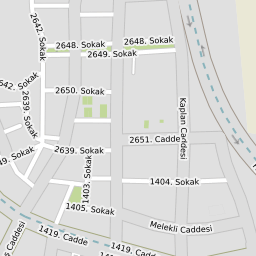 2642. Sokak
2648. Sokak
2648. Sokak
2649. Sokak
2650. Sokak
2639. Sokak
Kaplan Caddesi
2651. Cadde
2639. Sokak
1403. Sokak
1404. Sokak
1405. Sokak
Melekli Caddesi
1419. Cadde
1419. Cadde
Caddesi